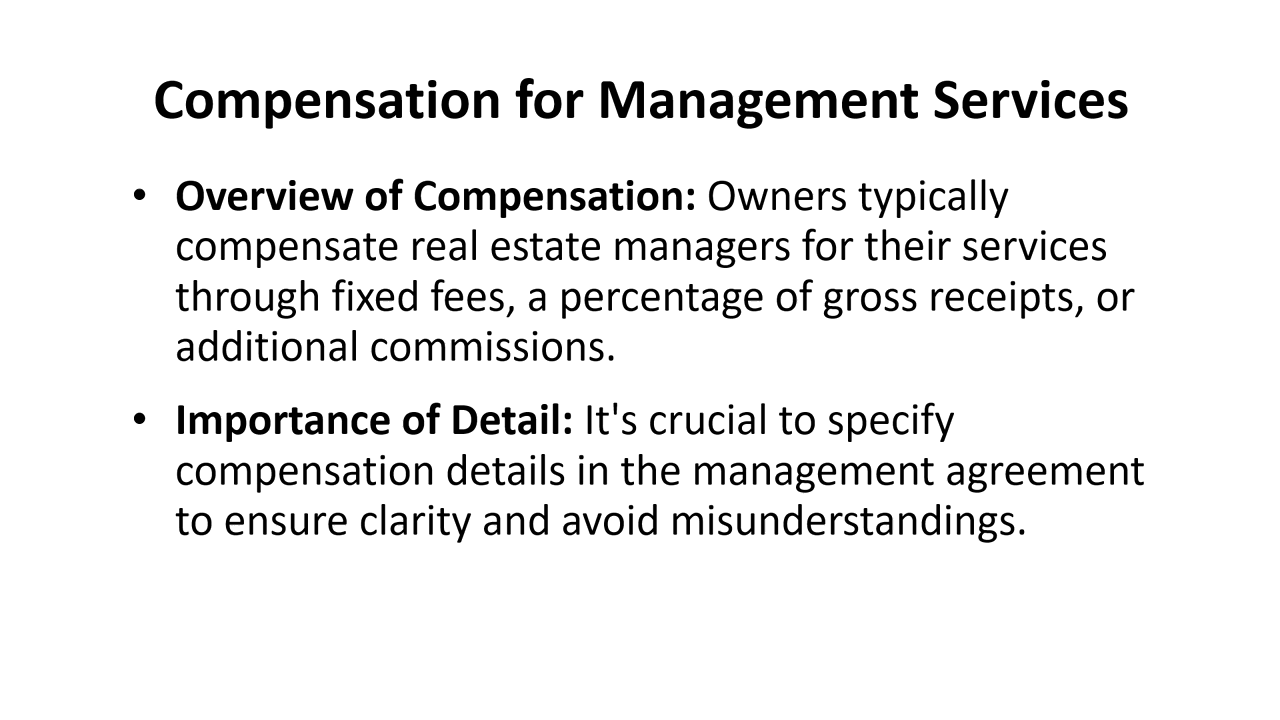 Compensation for Management Services
• Overview of Compensation: Owners typically
compensate real estate managers for their services
through fixed fees, a percentage of gross receipts, or
additional commissions.
• Importance of Detail: It's crucial to specify
compensation details in the management agreement
to ensure clarity and avoid misunderstandings.